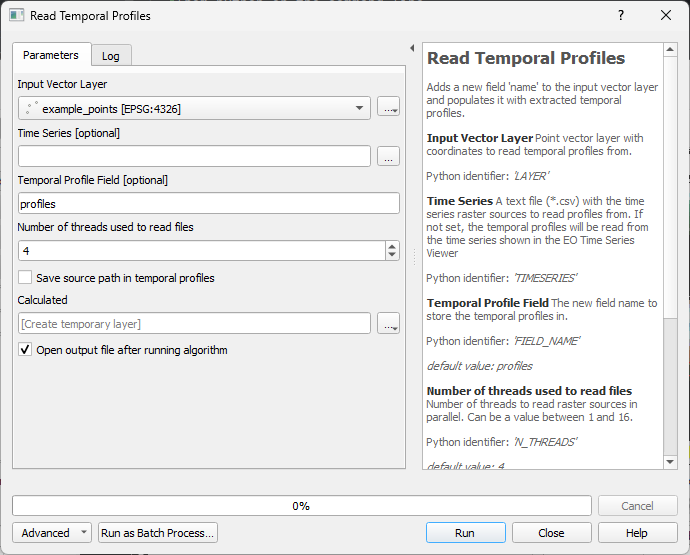 Read Temporal Profiles
?
Parameters
Log
Input Vector Layer
example_points [EPSG:4326]
...
Time Series [optional]
...
Temporal Profile Field [optional]
profiles
Number of threads used to read files
4
Save source path in temporal profiles
Calculated
[Create temporary layer]
...
Open output file after running algorithm
Read Temporal Profiles
Adds a new field 'name' to the input vector layer
and populates it with extracted temporal
profiles.
Input Vector Layer Point vector layer with
coordinates to read temporal profiles from.
Python identifier: 'LAYER'
Time Series A text file (*.csv) with the time
series raster sources to read profiles from. If
not set, the temporal profiles will be read from
the time series shown in the EO Time Series
Viewer
Python identifier: 'TIMESERIES'
Temporal Profile Field The new field name to
store the temporal profiles in.
Python identifier: 'FIELD_NAME'
default value: profiles
Number of threads used to read files
Number of threads to read raster sources in
parallel. Can be a value between 1 and 16.
Python identifier: 'N_THREADS'
default value: 4
0%
Cancel
Advanced
Run as Batch Process...
Run
Close
Help